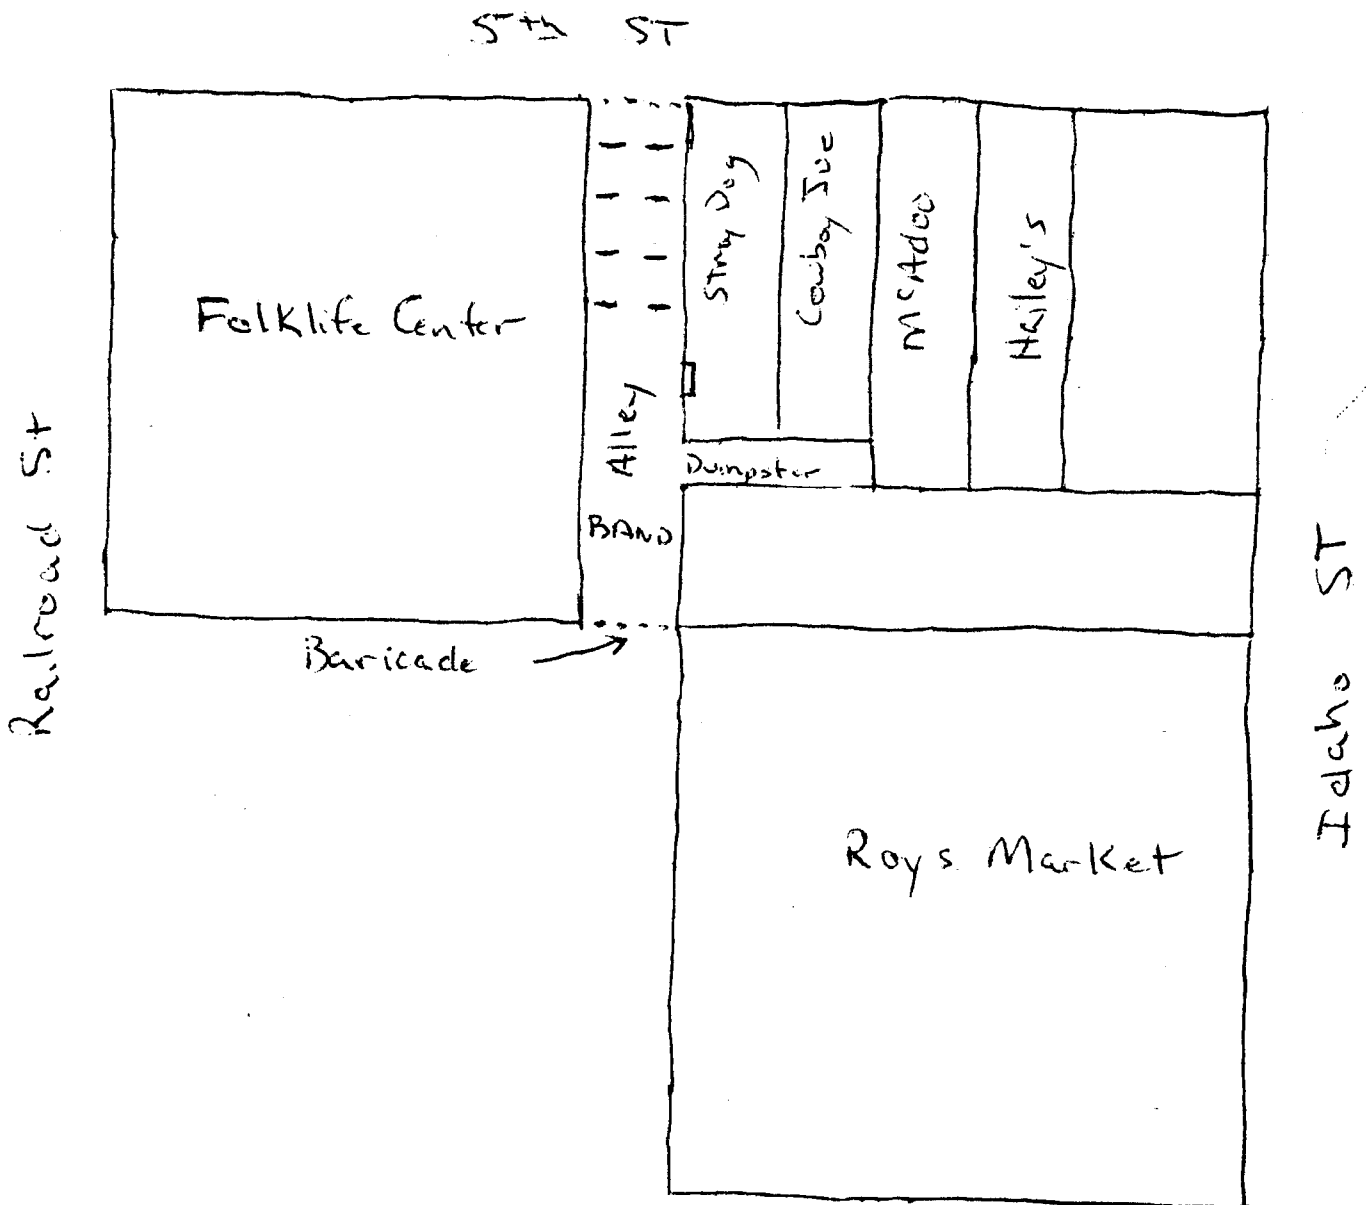 5th ST
Stray Dog
Cowboy Joe
McAdoo
Hailey's
Folklife Center
Alley
Railroad St
Dumpster
BAND
Idaho ST
Baricade
Roys Market